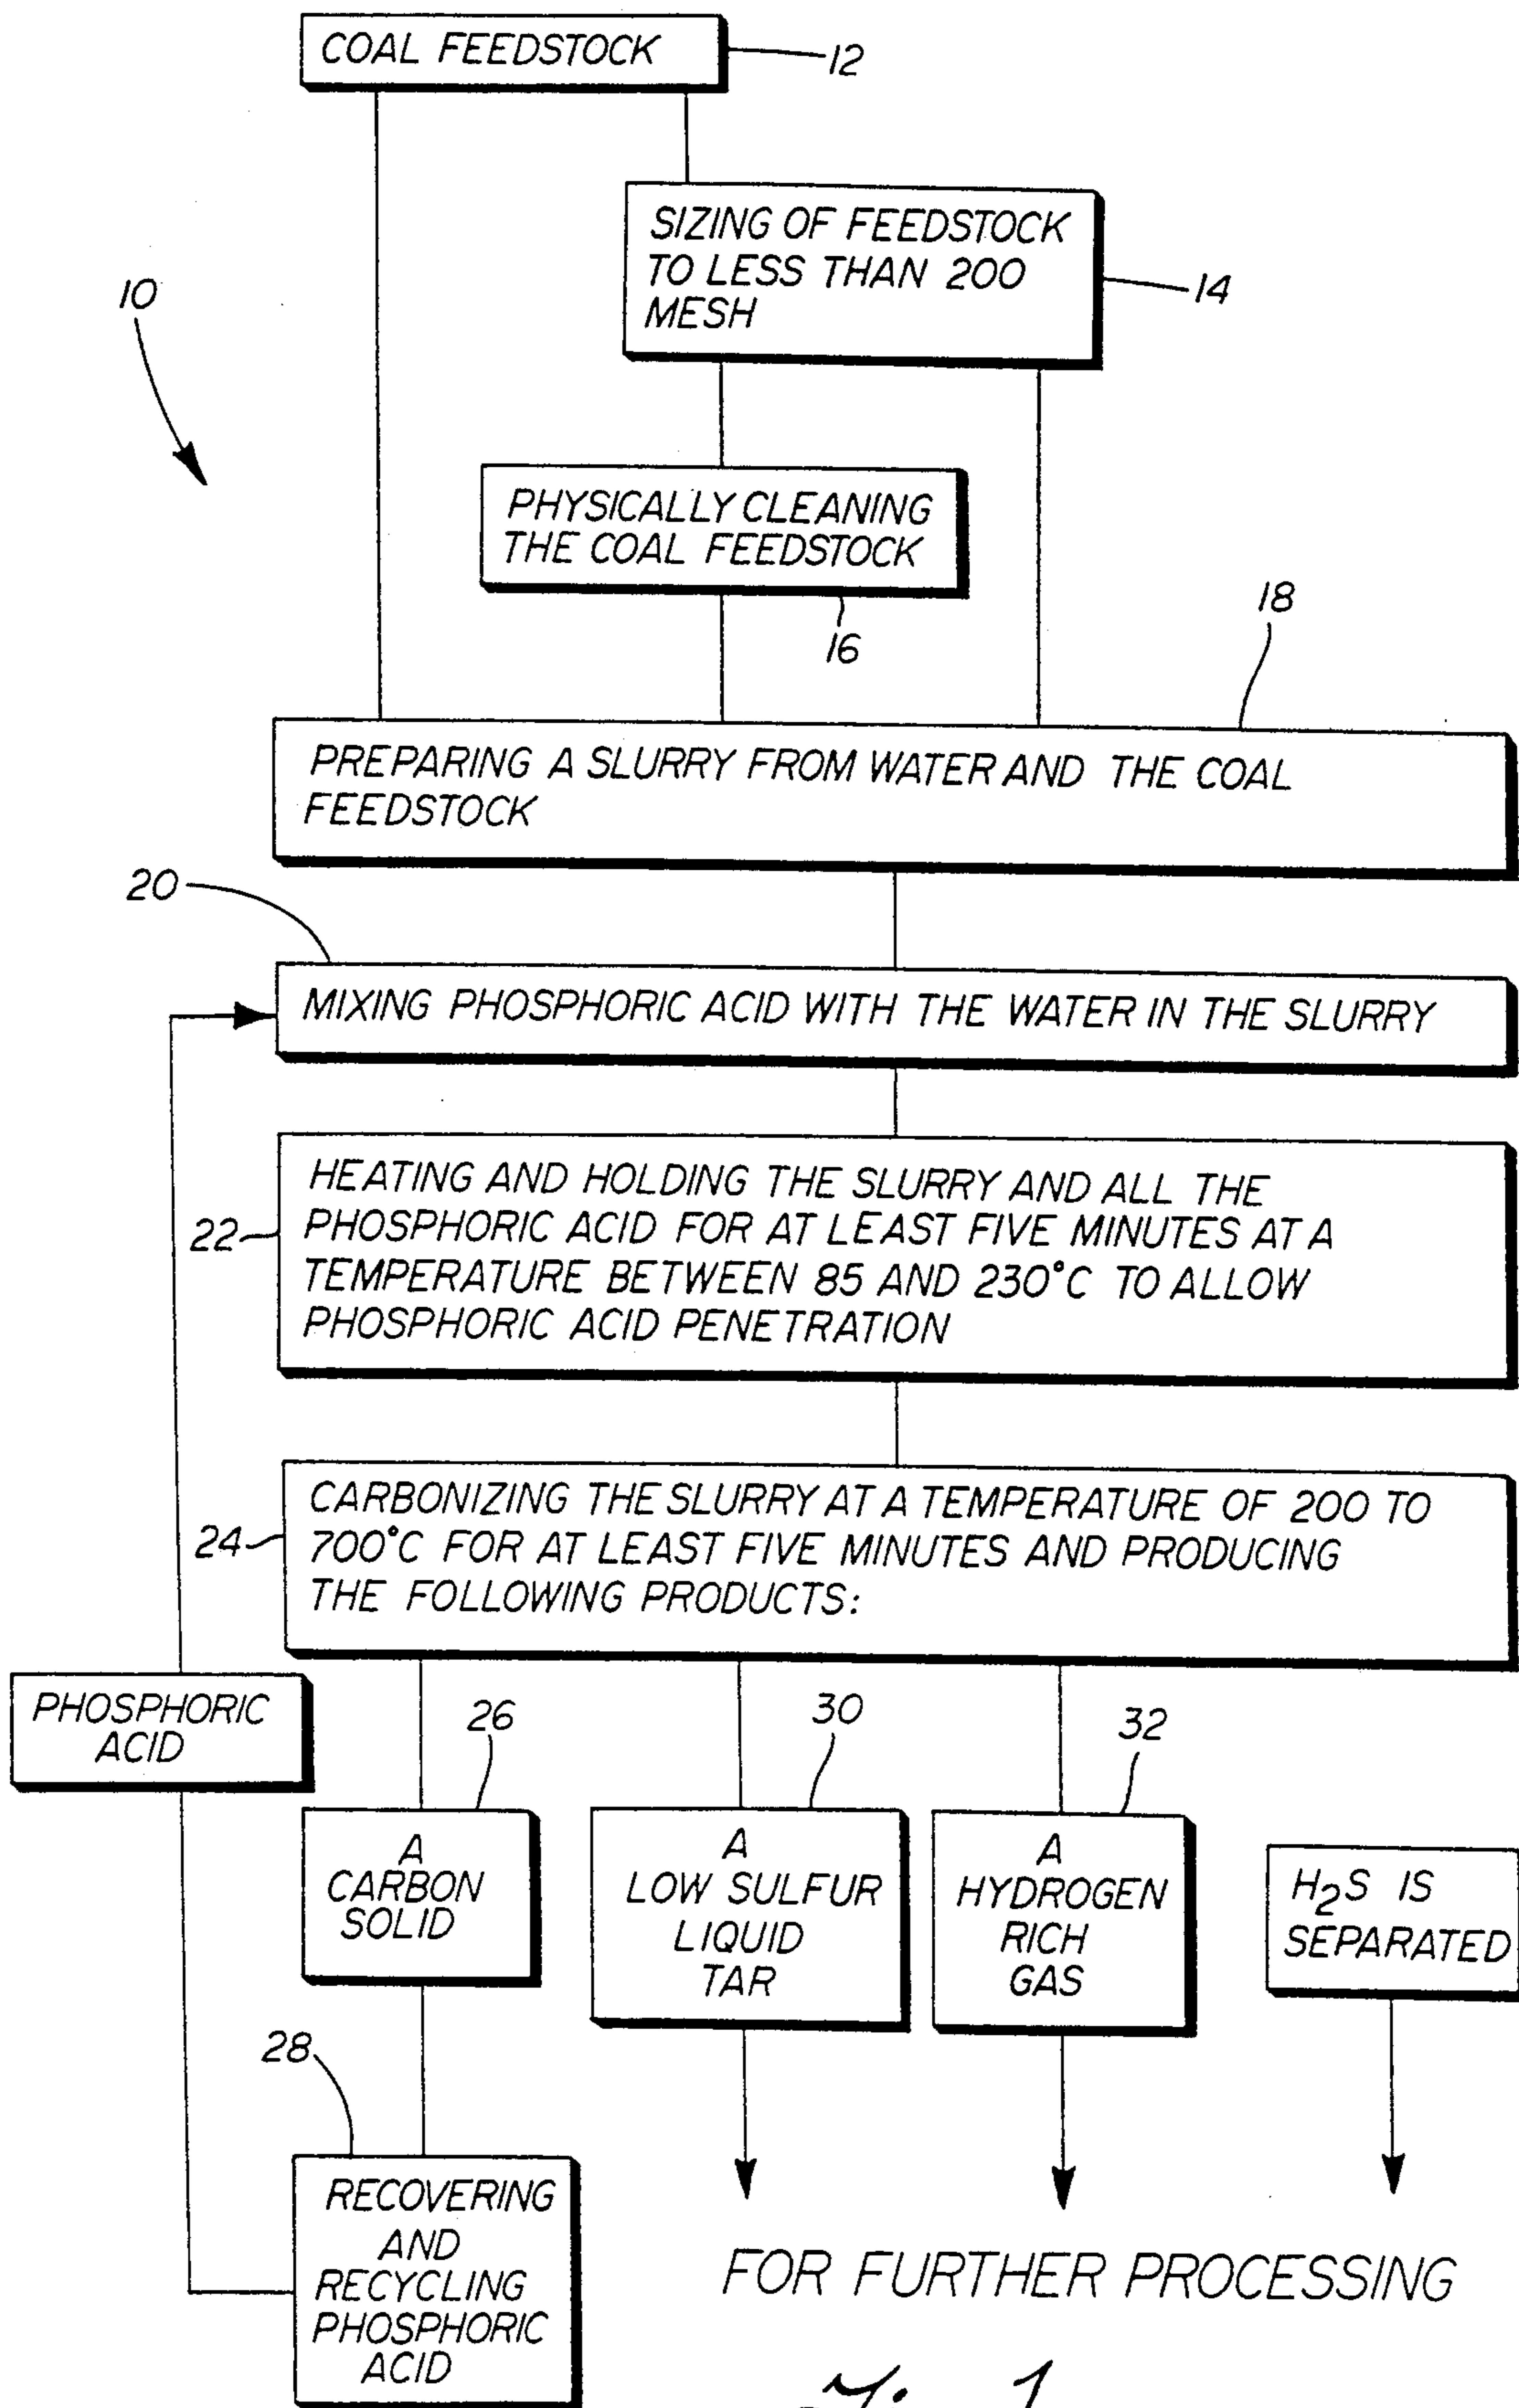 COAL FEEDSTOCK
12
SIZING OF FEEDSTOCK
TO LESS THAN 200
MESH
14
10
PHYSICALLY CLEANING
THE COAL FEEDSTOCK
16
18
PREPARING A SLURRY FROM WATER AND THE COAL
FEEDSTOCK
20
MIXING PHOSPHORIC ACID WITH THE WATER IN THE SLURRY
22
HEATING AND HOLDING THE SLURRY AND ALL THE
PHOSPHORIC ACID FOR AT LEAST FIVE MINUTES AT A
TEMPERATURE BETWEEN 85 AND 230°C TO ALLOW
PHOSPHORIC ACID PENETRATION
24
CARBONIZING THE SLURRY AT A TEMPERATURE OF 200 TO
700°C FOR AT LEAST FIVE MINUTES AND PRODUCING
THE FOLLOWING PRODUCTS:
PHOSPHORIC
ACID
26
A
CARBON
SOLID
30
A
LOW SULFUR
LIQUID
TAR
32
A
HYDROGEN
RICH
GAS
H₂S IS
SEPARATED
28
RECOVERING
AND
RECYCLING
PHOSPHORIC
ACID
FOR FURTHER PROCESSING
1